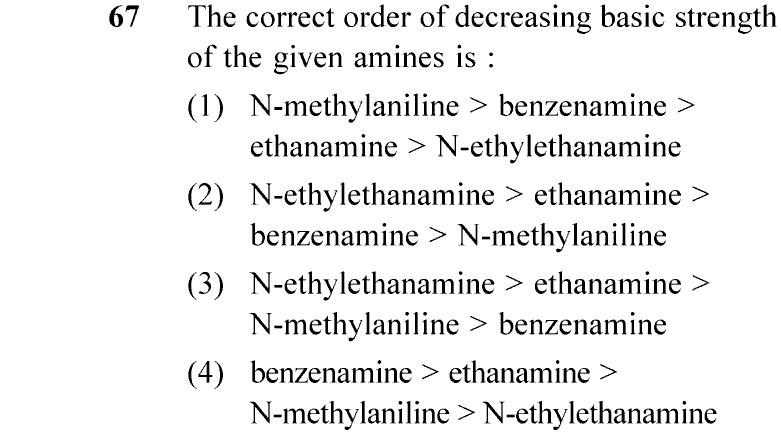 67 The correct order of decreasing basic strength
of the given amines is :
(1) N-methylaniline > benzenamine >
ethanamine > N-ethylethanamine
(2) N-ethylethanamine > ethanamine >
benzenamine > N-methylaniline
(3) N-ethylethanamine > ethanamine >
N-methylaniline > benzenamine
(4) benzenamine > ethanamine >
N-methylaniline > N-ethylethanamine